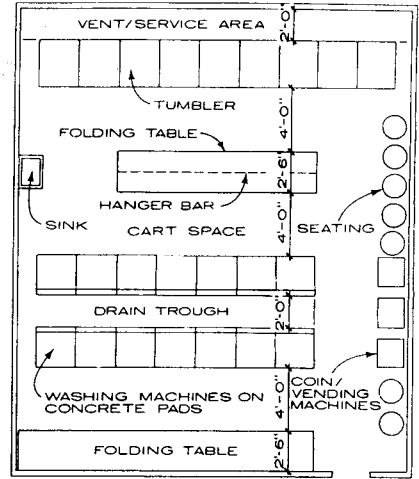 VENT/SERVICE AREA
2'-0"
TUMBLER
4'-0"
FOLDING TABLE
2'-6"
HANGER BAR
SINK
SEATING
CART SPACE
4'-0"
DRAIN TROUGH
2'-0"
WASHING MACHINES ON
CONCRETE PADS
COIN/
VENDING
MACHINES
4'-0"
FOLDING TABLE
2'-6"